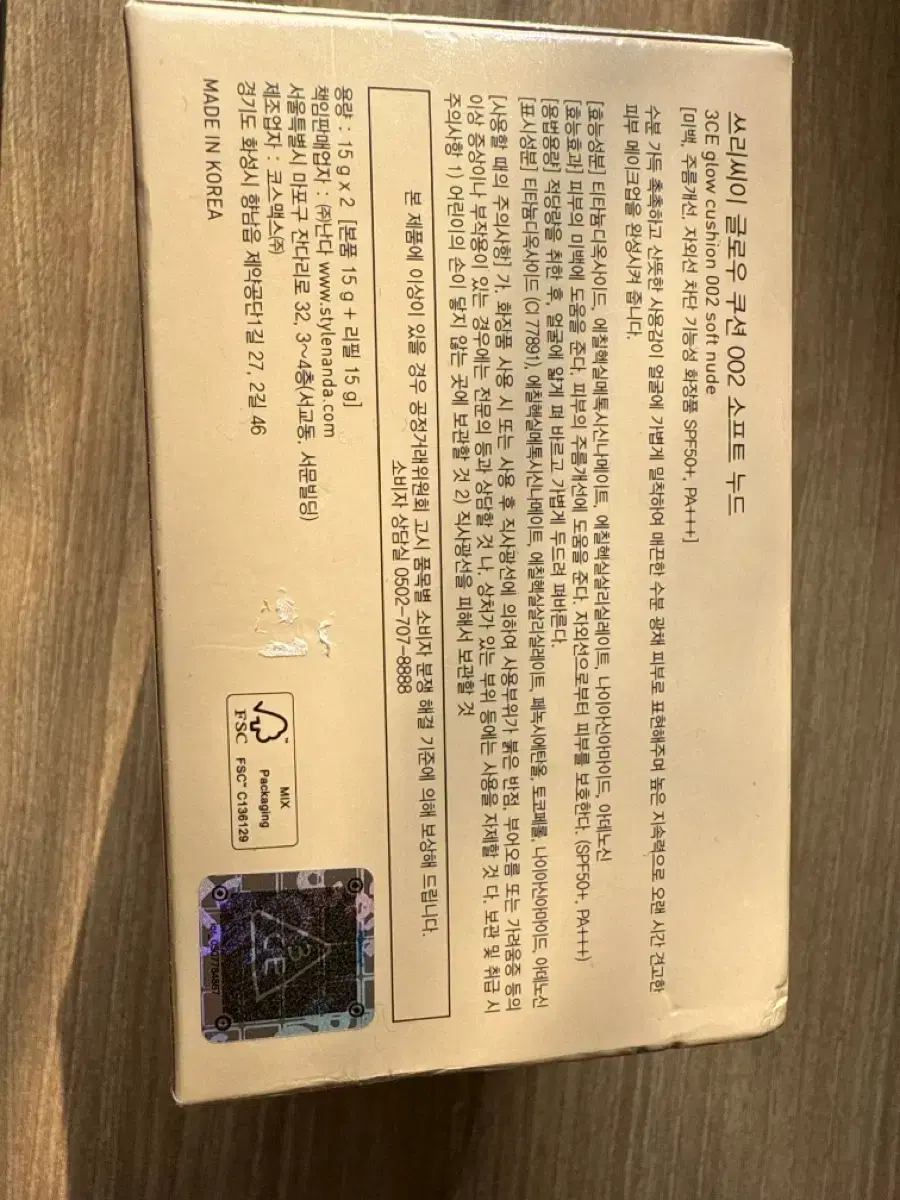 쓰리씨이 글로우 쿠션 002 소프트 누드
3CE glow cushion 002 soft nude
[미백, 주름개선, 자외선 차단 기능성 화장품 SPF50+, PA+++]
수분 가득 촉촉하고 산뜻한 사용감이 얼굴에 가볍게 밀착하여 매끈한 수분 광채 피부로 표현해주며 높은 지속력으로 오랜 시간 견고한
피부 메이크업을 완성시켜 줍니다.
[효능성분] 티타늄디옥사이드, 에칠헥실메톡시신나메이트, 에칠헥실살리실레이트, 나이아신아마이드, 아데노신
[효능효과] 피부의 미백에 도움을 준다. 피부의 주름개선에 도움을 준다. 자외선으로부터 피부를 보호한다. (SPF50+, PA+++)
[용법용량] 적당량을 취한 후, 얼굴에 얇게 펴 바르고 가볍게 두드려 펴바른다.
[표시성분] 티타늄디옥사이드 (CI 77891), 에칠헥실메톡시신나메이트, 에칠헥실살리실레이트, 페녹시에탄올, 토코페롤, 나이아신아마이드, 아데노신
[사용할 때의 주의사항] 가. 화장품 사용 시 또는 사용 후 직사광선에 의하여 사용부위가 붉은 반점, 부어오름 또는 가려움증 등의
이상 증상이나 부작용이 있는 경우에는 전문의 등과 상담할 것 나. 상처가 있는 부위 등에는 사용을 자제할 것 다. 보관 및 취급 시
주의사항 1) 어린이의 손이 닿지 않는 곳에 보관할 것 2) 직사광선을 피해서 보관할 것
본 제품에 이상이 있을 경우 공정거래위원회 고시 품목별 소비자 분쟁 해결 기준에 의해 보상해 드립니다.
소비자 상담실 0502-707-8888
용량 : 15 g x 2 [본품 15 g + 리필 15 g]
책임판매업자 : ㈜난다 www.stylenanda.com
서울특별시 마포구 잔다리로 32, 3~4층(서교동, 서문빌딩)
제조업자 : 코스맥스㈜
경기도 화성시 향남읍 제약공단1길 27, 2길 46
MADE IN KOREA
MIX
Packaging
FSC FSC™ C136129
3CE